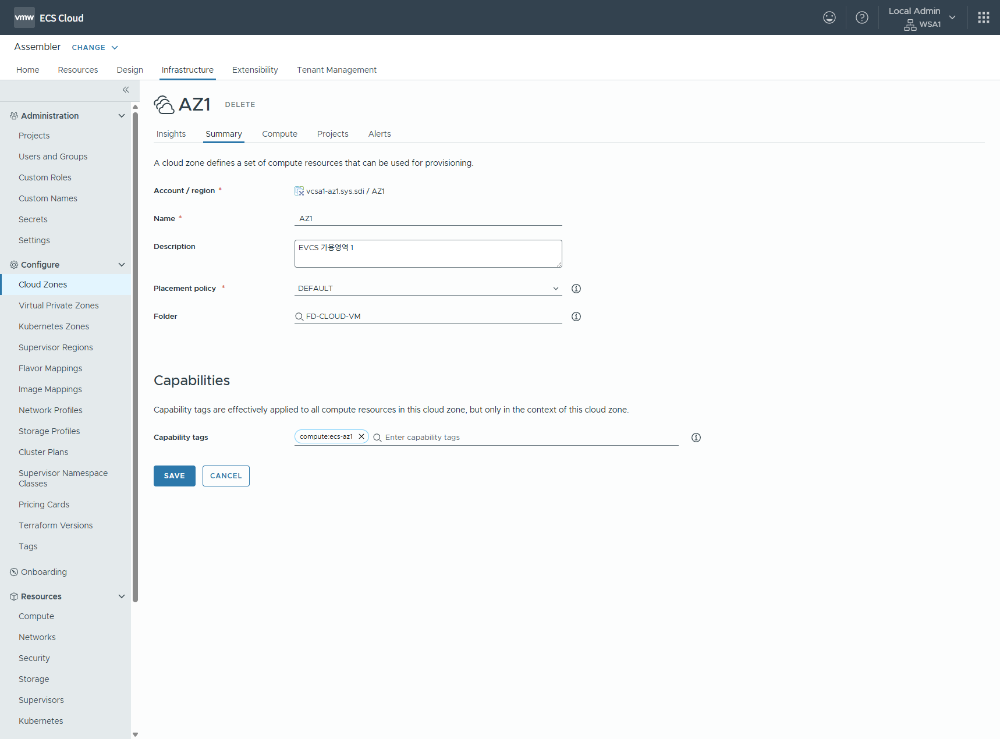 vmw ECS Cloud
Local Admin
WSA1
Assembler CHANGE
Home Resources Design Infrastructure Extensibility Tenant Management
Administration
Projects
Users and Groups
Custom Roles
Custom Names
Secrets
Settings
Configure
Cloud Zones
Virtual Private Zones
Kubernetes Zones
Supervisor Regions
Flavor Mappings
Image Mappings
Network Profiles
Storage Profiles
Cluster Plans
Supervisor Namespace
Classes
Pricing Cards
Terraform Versions
Tags
Onboarding
Resources
Compute
Networks
Security
Storage
Supervisors
Kubernetes
AZ1 DELETE
Insights Summary Compute Projects Alerts
A cloud zone defines a set of compute resources that can be used for provisioning.
Account / region * vcsa1-az1.sys.sdi / AZ1
Name * AZ1
Description EVCS 가용영역 1
Placement policy * DEFAULT
Folder FD-CLOUD-VM
Capabilities
Capability tags are effectively applied to all compute resources in this cloud zone, but only in the context of this cloud zone.
Capability tags compute:ecs-az1 Enter capability tags
SAVE CANCEL